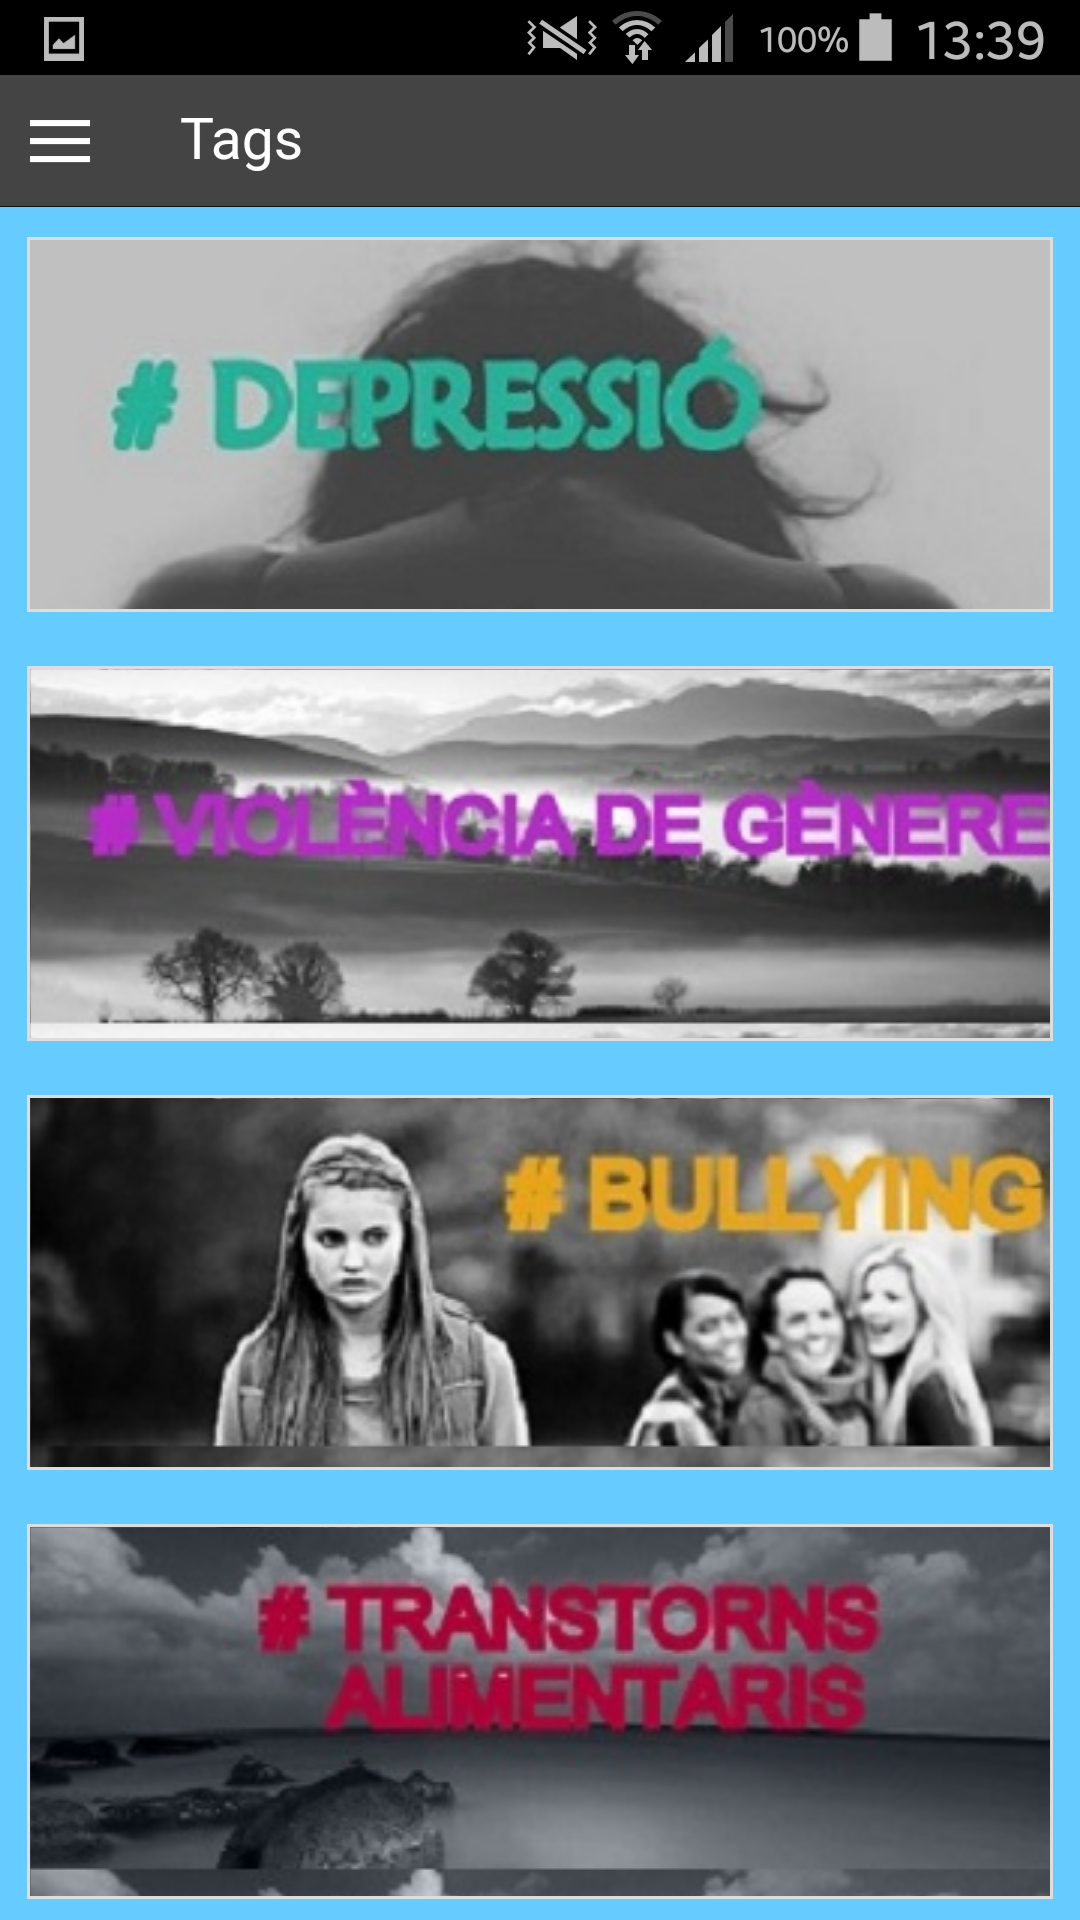 100% 13:39
Tags
# DEPRESSIÓ
# VIOLÈNCIA DE GÈNERE
# BULLYING
# TRANSTORNS
ALIMENTARIS